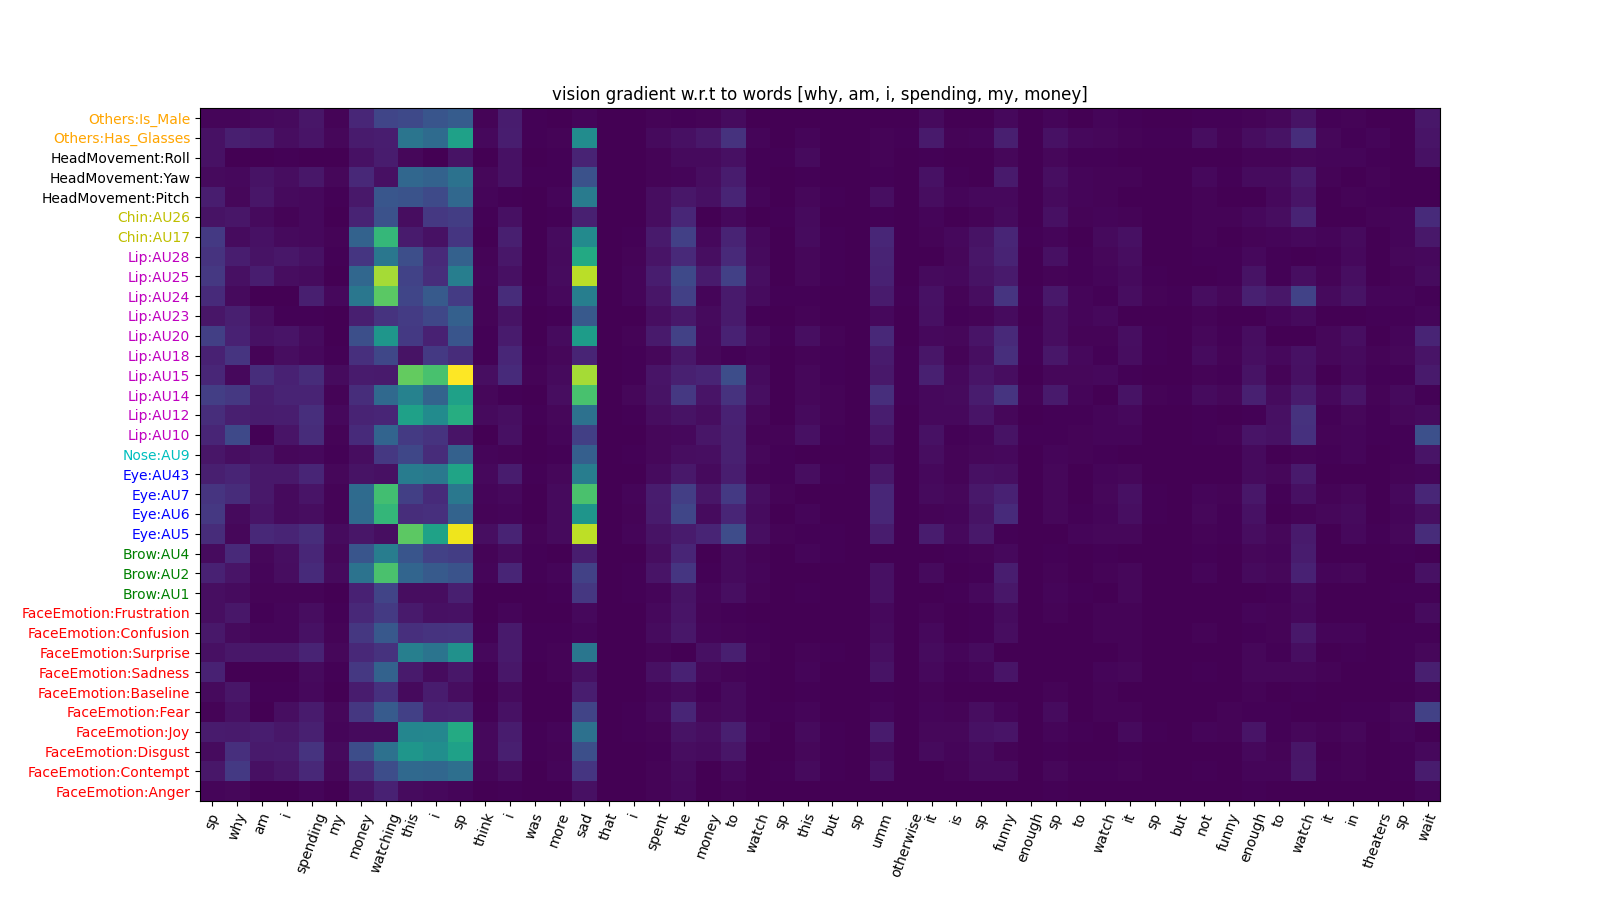 vision gradient w.r.t to words [why, am, i, spending, my, money]
Others:Is_Male
Others:Has_Glasses
HeadMovement:Roll
HeadMovement:Yaw
HeadMovement:Pitch
Chin:AU26
Chin:AU17
Lip:AU28
Lip:AU25
Lip:AU24
Lip:AU23
Lip:AU20
Lip:AU18
Lip:AU15
Lip:AU14
Lip:AU12
Lip:AU10
Nose:AU9
Eye:AU43
Eye:AU7
Eye:AU6
Eye:AU5
Brow:AU4
Brow:AU2
Brow:AU1
FaceEmotion:Frustration
FaceEmotion:Confusion
FaceEmotion:Surprise
FaceEmotion:Sadness
FaceEmotion:Baseline
FaceEmotion:Fear
FaceEmotion:Joy
FaceEmotion:Disgust
FaceEmotion:Contempt
FaceEmotion:Anger
sp
why
am
i
spending
my
money
watching
this
i
sp
think
i
was
more
sad
that
i
spent
the
money
to
watch
sp
this
but
sp
umm
otherwise
it
is
sp
funny
enough
sp
to
watch
it
sp
but
not
funny
enough
to
watch
it
in
theaters
sp
wait